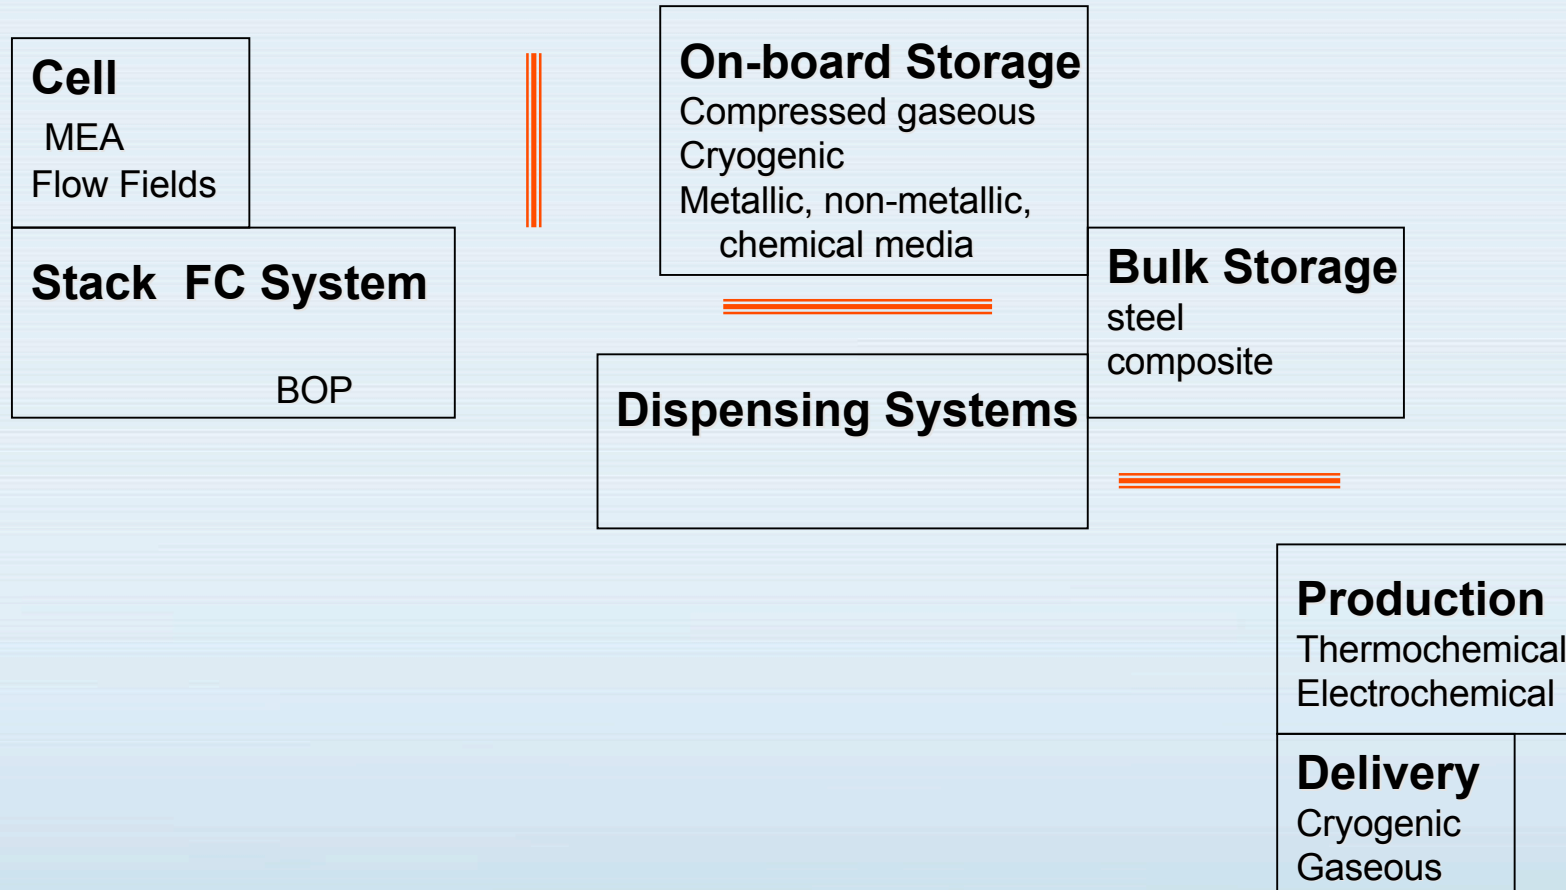 Cell
MEA
Flow Fields
Stack  FC System
BOP
On-board Storage
Compressed gaseous
Cryogenic
Metallic, non-metallic,
chemical media
Bulk Storage
steel
composite
Dispensing Systems
Production
Thermochemical
Electrochemical
Delivery
Cryogenic
Gaseous